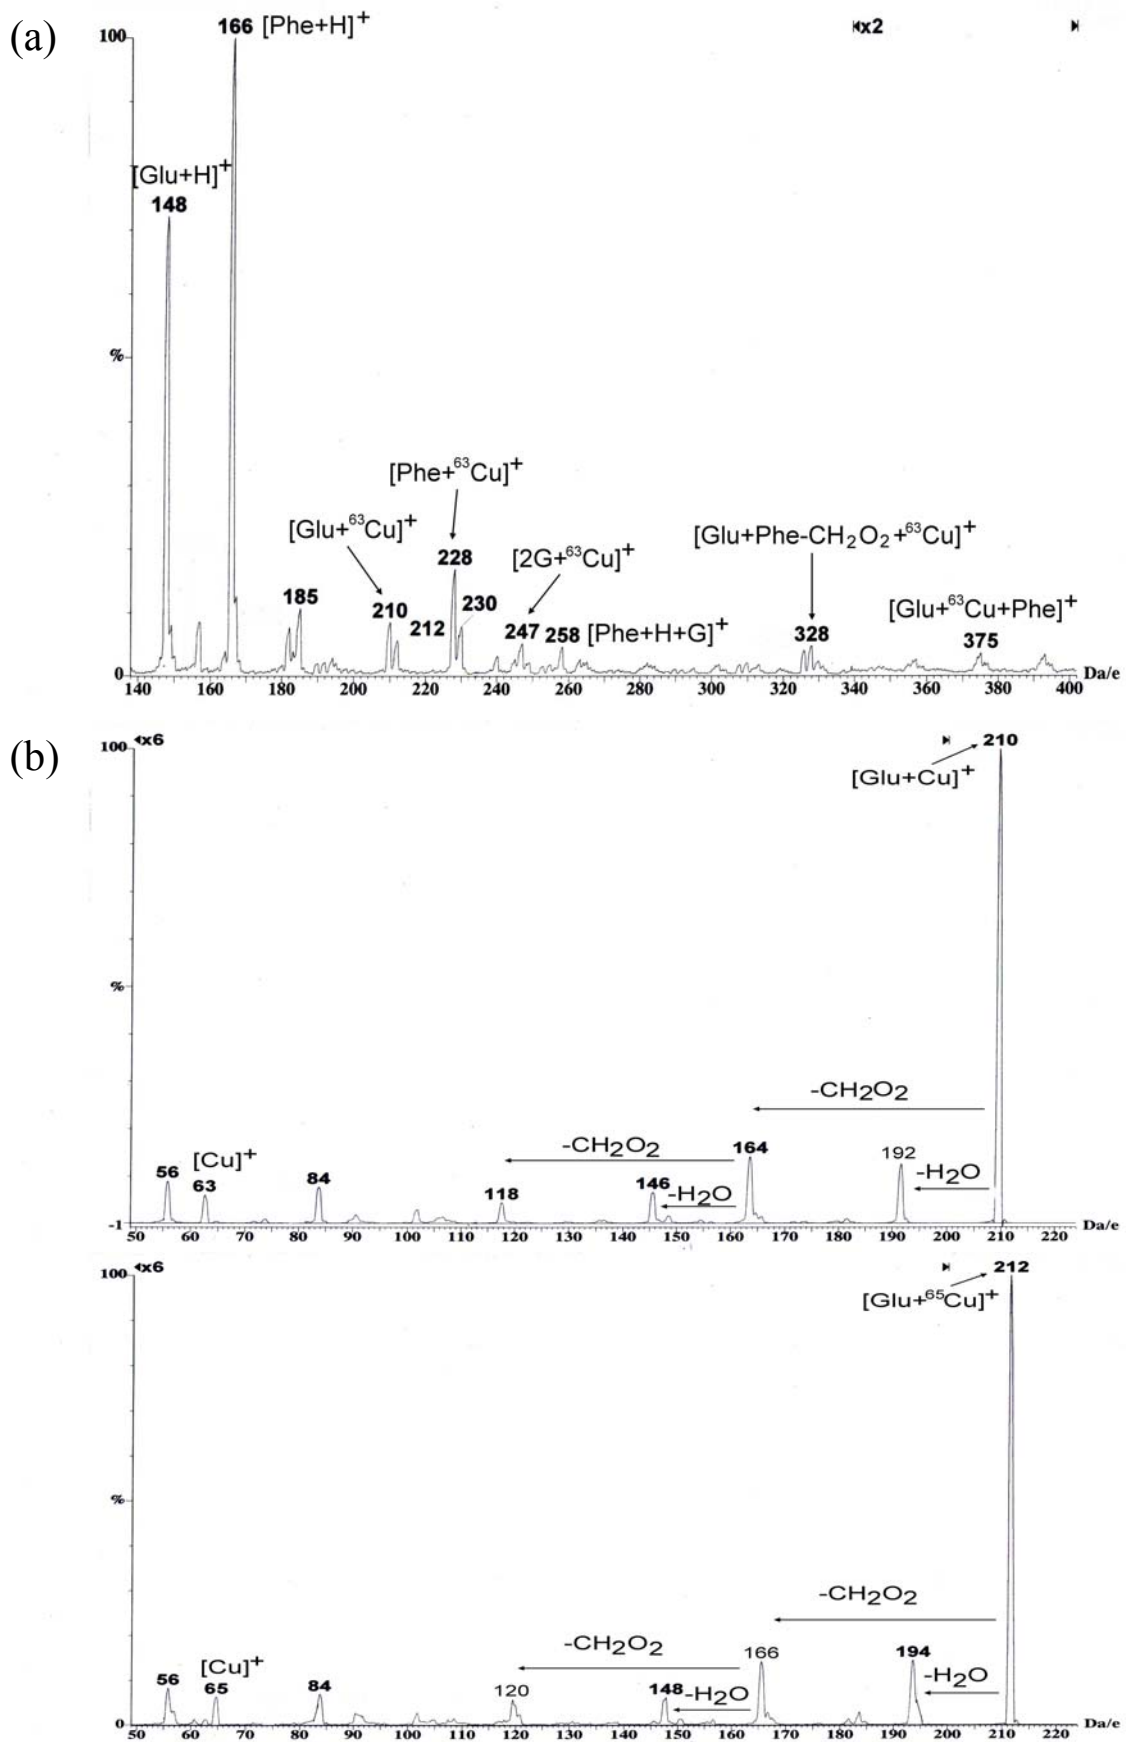 (a)
166 [Phe+H]+
x2
100
[Glu+H]+
148
%
[Phe+63Cu]+
[Glu+63Cu]+
228
[2G+63Cu]+
[Glu+Phe-CH2O2+63Cu]+
185
210
212
230
247
258 [Phe+H+G]+
328
[Glu+63Cu+Phe]+
375
0
140 160 180 200 220 240 260 280 300 320 340 360 380 400 Da/e
(b)
100 x6
210
[Glu+Cu]+
%
-CH2O2
-CH2O2
164
192
[Cu]+
56
63
84
118
146
-H2O
-H2O
-1
50 60 70 80 90 100 110 120 130 140 150 160 170 180 190 200 210 220 Da/e
100 x6
212
[Glu+65Cu]+
%
-CH2O2
-CH2O2
166
194
[Cu]+
56
65
84
120
148
-H2O
-H2O
0
50 60 70 80 90 100 110 120 130 140 150 160 170 180 190 200 210 220 Da/e